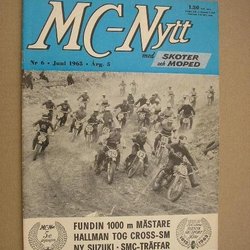 MC-Nytt
med SKOTER
och MOPED
Nr 6 • Juni 1963 • Årg. 5
1.50
FUNDIN 1000 m MÄSTARE
HALLMAN TOG CROSS-SM
NY SUZUKI • SMC-TRÄFFAR